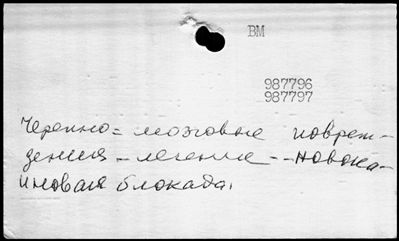 ВМ
987796
987797
Черепно-мозговые повреж-
дения - лечение - новока-
иновая блокада.